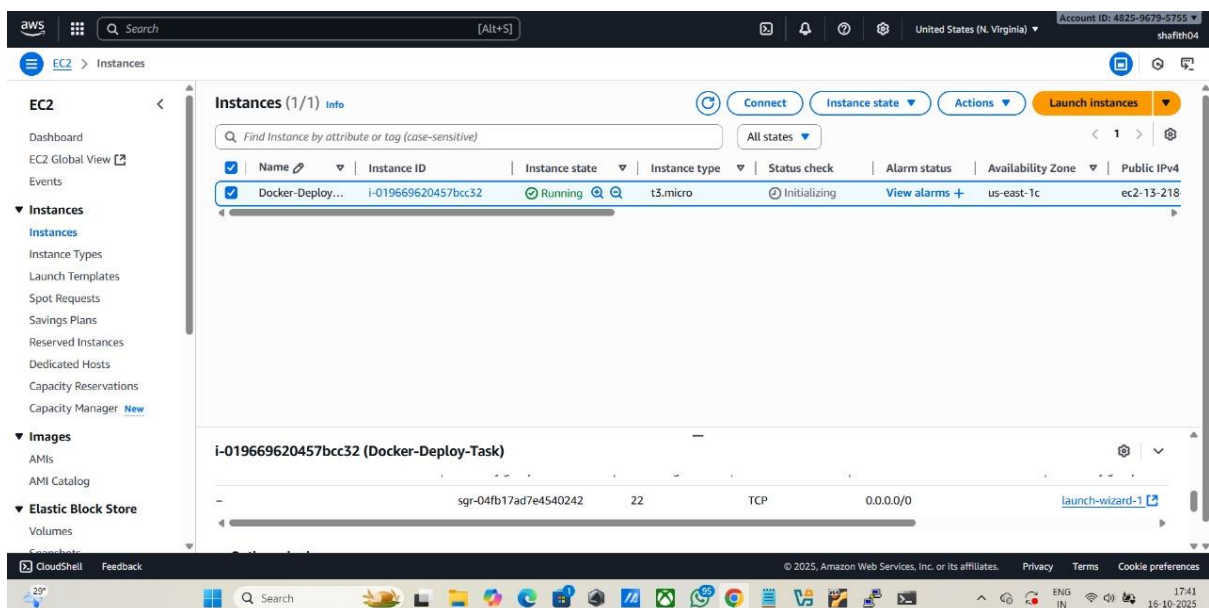 aws
Search
[Alt+S]
United States (N. Virginia)
Account ID: 4825-9679-5755
shafith04
EC2 > Instances
EC2
Dashboard
EC2 Global View
Events
Instances
Instances
Instance Types
Launch Templates
Spot Requests
Savings Plans
Reserved Instances
Dedicated Hosts
Capacity Reservations
Capacity Manager New
Images
AMIs
AMI Catalog
Elastic Block Store
Volumes
Snapshots
Instances (1/1) Info
Connect
Instance state
Actions
Launch instances
Find Instance by attribute or tag (case-sensitive)
All states
1
Name Instance ID Instance state Instance type Status check Alarm status Availability Zone Public IPv4
Docker-Deploy... i-019669620457bcc32 Running t3.micro Initializing View alarms + us-east-1c ec2-13-218-
i-019669620457bcc32 (Docker-Deploy-Task)
– sgr-04fb17ad7e4540242 22 TCP 0.0.0.0/0 launch-wizard-1
CloudShell Feedback
© 2025, Amazon Web Services, Inc. or its affiliates. Privacy Terms Cookie preferences
29°
Search
95
ENG
IN
17:41
16-10-2025